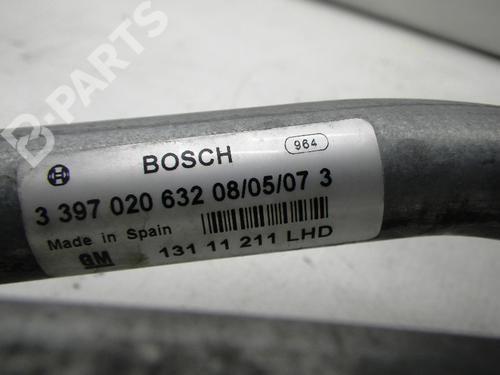 B-PARTS
BOSCH 964
3 397 020 632 08/05/07 3
Made in Spain
GM 131 11 211 LHD